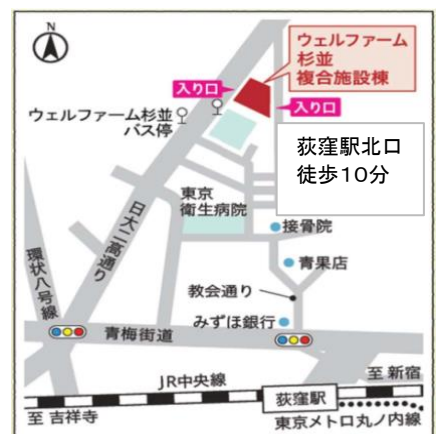 N
ウェルファーム
杉並
複合施設棟
入り口
入り口
ウェルファーム杉並
バス停
荻窪駅北口
徒歩10分
東京
衛生病院
日大二高通り
接骨院
環状八号線
青果店
教会通り
みずほ銀行
青梅街道
JR中央線
至 新宿
荻窪駅
至 吉祥寺
東京メトロ丸ノ内線